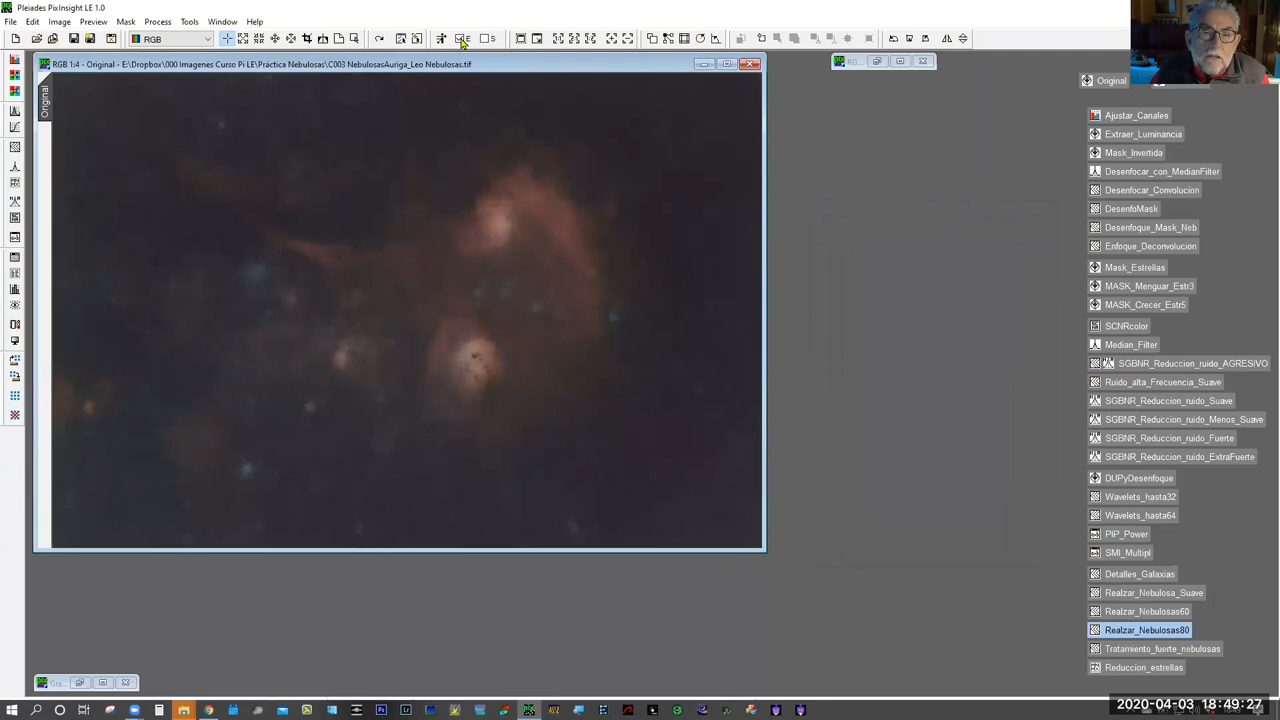 Pleiades PixInsight LE 1.0
File Edit Image Preview Mask Process Tools Window Help
RGB E S
RGB 1:4 - Original - E:\Dropbox\000 Imagenes Curso Pi LE\Practica Nebulosas\C003 NebulosasAuriga_Leo Nebulosas.tif
RG...
Original
Original
Ajustar_Canales
Extraer_Luminancia
Mask_Invertida
Desenfocar_con_MedianFilter
Desenfocar_Convolucion
DesenfoMask
Desenfoque_Mask_Neb
Enfoque_Deconvolucion
Mask_Estrellas
MASK_Menguar_Estr3
MASK_Crecer_Estr5
SCNRcolor
Median_Filter
SGBNR_Reduccion_ruido_AGRESIVO
Ruido_alta_Frecuencia_Suave
SGBNR_Reduccion_ruido_Suave
SGBNR_Reduccion_ruido_Menos_Suave
SGBNR_Reduccion_ruido_Fuerte
SGBNR_Reduccion_ruido_ExtraFuerte
DUPyDesenfoque
Wavelets_hasta32
Wavelets_hasta64
PIP_Power
SMI_Multipl
Detalles_Galaxias
Realzar_Nebulosa_Suave
Realzar_Nebulosas60
Realzar_Nebulosas80
Tratamiento_fuerte_nebulosas
Reduccion_estrellas
Gra...
2020-04-03 18:49:27